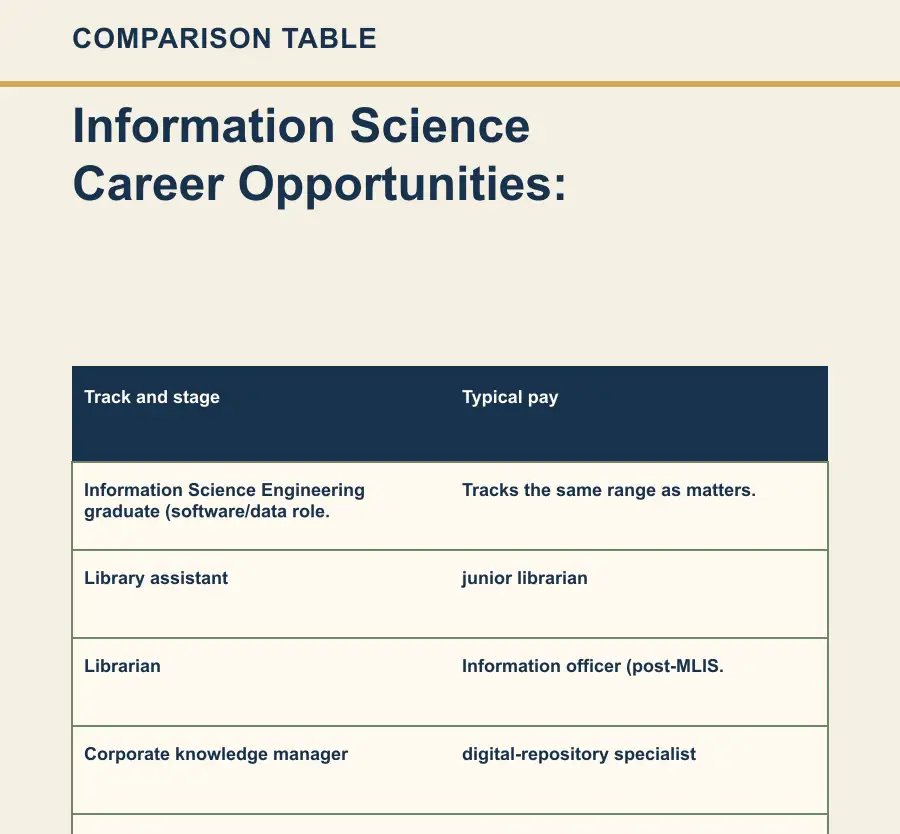 COMPARISON TABLE
Information Science
Career Opportunities:
Track and stage
Typical pay
Information Science Engineering
graduate (software/data role.
Tracks the same range as matters.
Library assistant
junior librarian
Librarian
Information officer (post-MLIS.
Corporate knowledge manager
digital-repository specialist